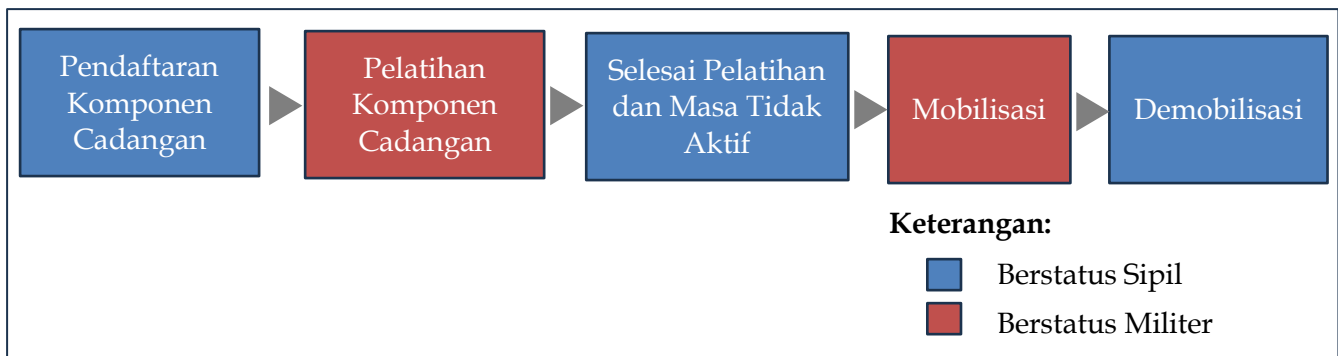 Pendaftaran
Komponen
Cadangan
Pelatihan
Komponen
Cadangan
Selesai Pelatihan
dan Masa Tidak
Aktif
Mobilisasi
Demobilisasi
Keterangan:
Berstatus Sipil
Berstatus Militer